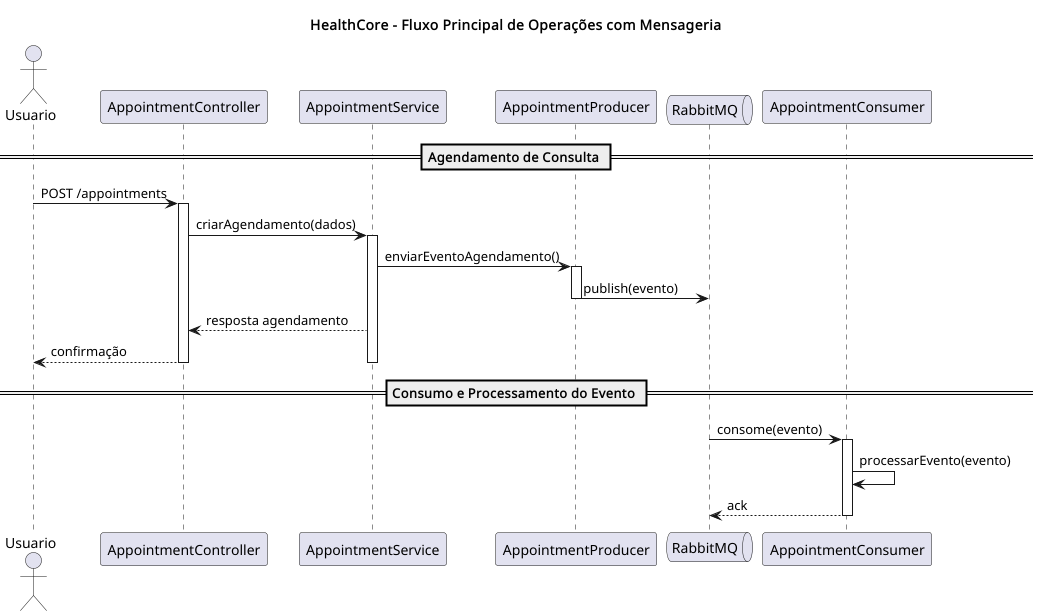 HealthCore - Fluxo Principal de Operações com Mensageria
Usuario
AppointmentController
AppointmentService
AppointmentProducer
RabbitMQ
AppointmentConsumer
Agendamento de Consulta
POST /appointments
criarAgendamento(dados)
enviarEventoAgendamento()
publish(evento)
resposta agendamento
confirmação
Consumo e Processamento do Evento
consome(evento)
processarEvento(evento)
ack
Usuario
AppointmentController
AppointmentService
AppointmentProducer
RabbitMQ
AppointmentConsumer